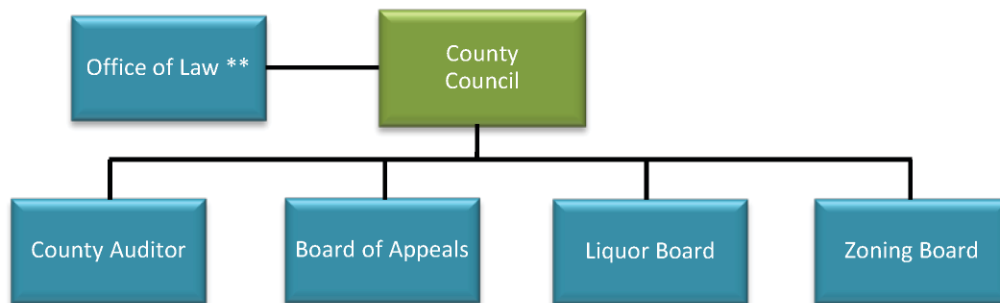 Office of Law **
County
Council
County Auditor
Board of Appeals
Liquor Board
Zoning Board